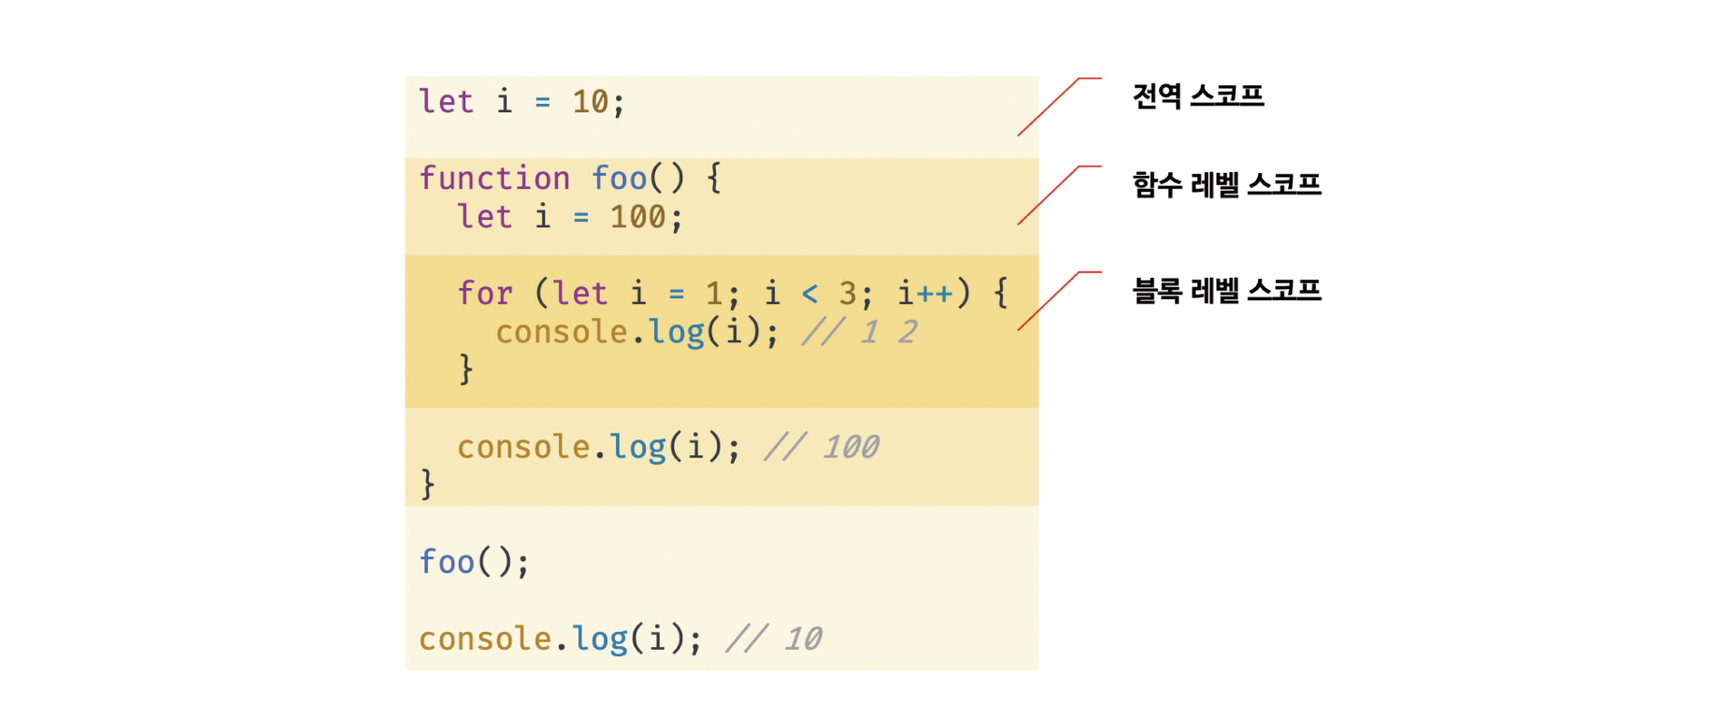 let i = 10;
전역 스코프
function foo() {
함수 레벨 스코프
let i = 100;
for (let i = 1; i < 3; i++) {
블록 레벨 스코프
console.log(i); // 1 2
}
console.log(i); // 100
}
foo();
console.log(i); // 10